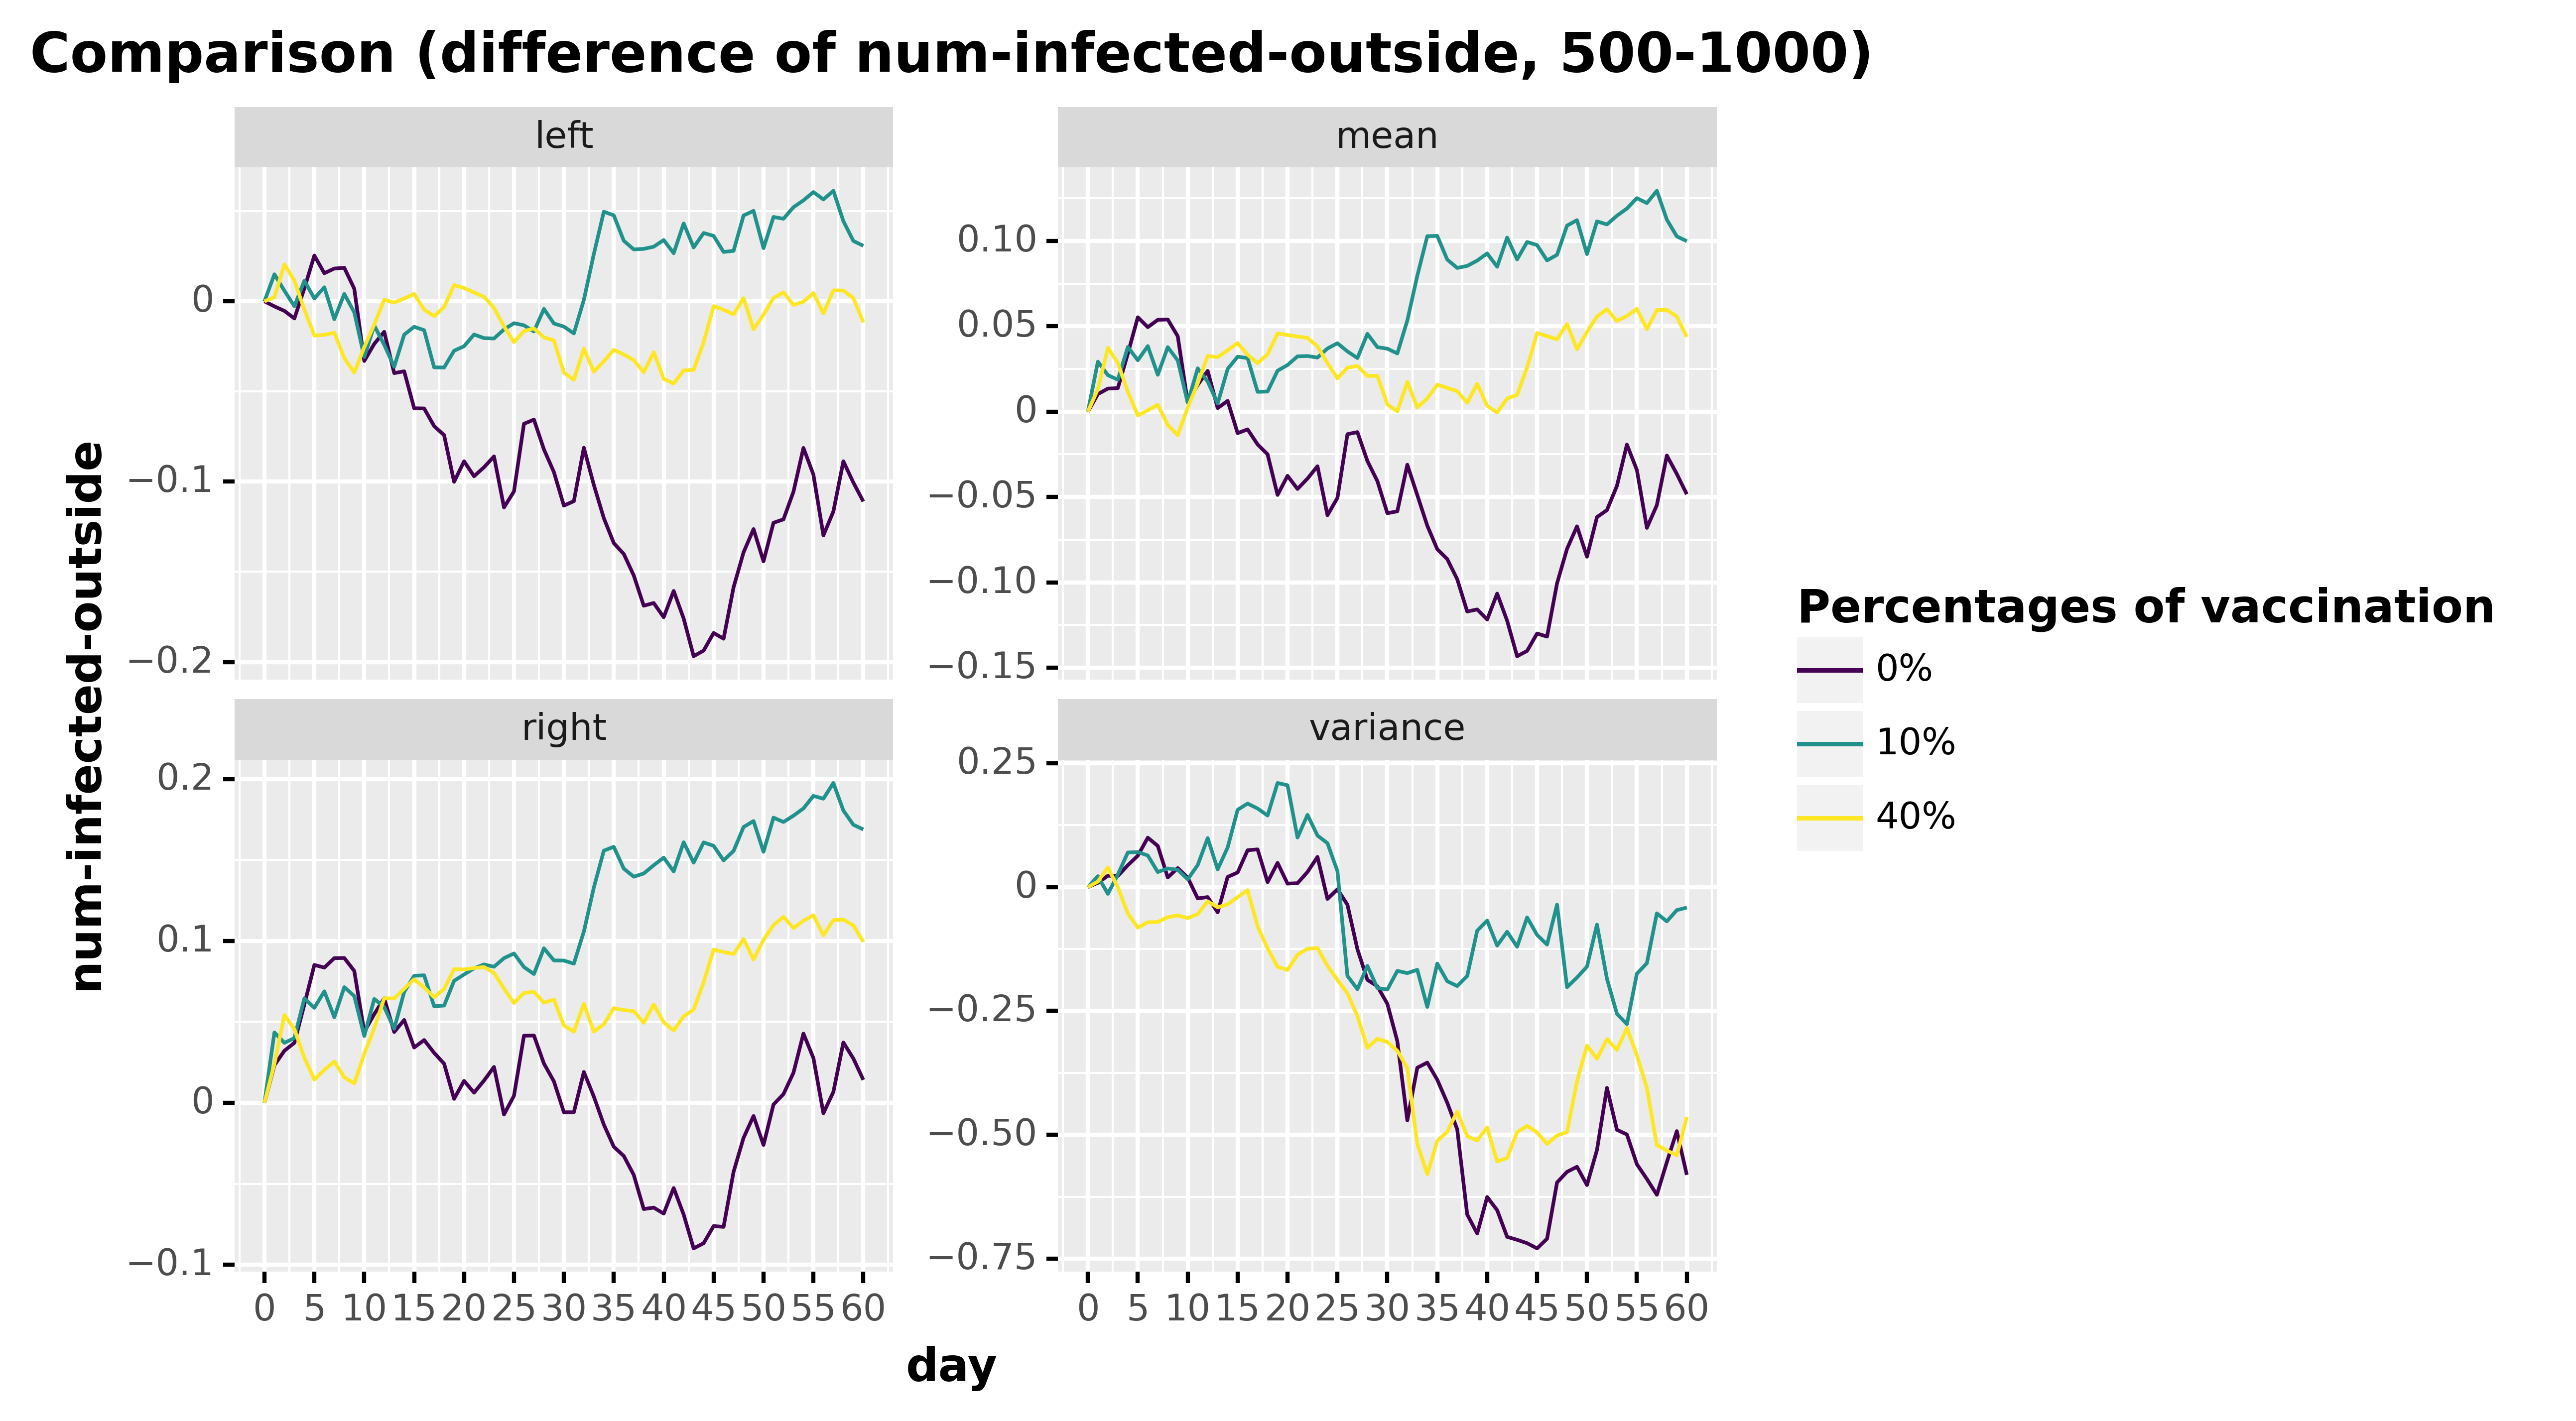 Comparison (difference of num-infected-outside, 500-1000)
left
mean
0
−0.1
−0.2
0.10
0.05
0
−0.05
−0.10
−0.15
right
variance
0.2
0.1
0
−0.1
0.25
0
−0.25
−0.50
−0.75
0 5 10 15 20 25 30 35 40 45 50 55 60
0 5 10 15 20 25 30 35 40 45 50 55 60
num-infected-outside
day
Percentages of vaccination
0%
10%
40%